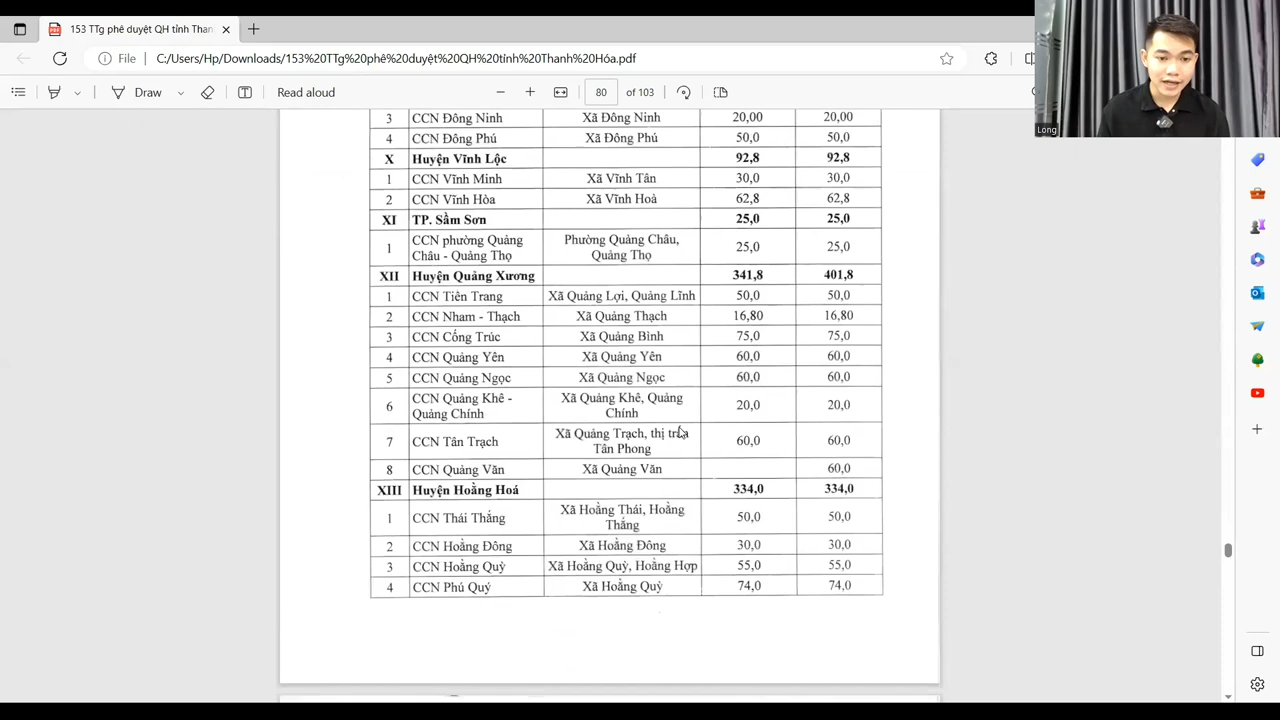 153 TTg phê duyệt QH tỉnh Than
File C:/Users/Hp/Downloads/153%20TTg%20phê%20duyệt%20QH%20tỉnh%20Thanh%20Hóa.pdf
Draw Read aloud 80 of 103
Long
3 CCN Đông Ninh Xã Đông Ninh 20,00 20,00
4 CCN Đông Phú Xã Đông Phú 50,0 50,0
X Huyện Vĩnh Lộc 92,8 92,8
1 CCN Vĩnh Minh Xã Vĩnh Tân 30,0 30,0
2 CCN Vĩnh Hòa Xã Vĩnh Hoà 62,8 62,8
XI TP. Sầm Sơn 25,0 25,0
1 CCN phường Quảng Châu - Quảng Thọ Phường Quảng Châu, Quảng Thọ 25,0 25,0
XII Huyện Quảng Xương 341,8 401,8
1 CCN Tiên Trang Xã Quảng Lợi, Quảng Lĩnh 50,0 50,0
2 CCN Nham - Thạch Xã Quảng Thạch 16,80 16,80
3 CCN Cống Trúc Xã Quảng Bình 75,0 75,0
4 CCN Quảng Yên Xã Quảng Yên 60,0 60,0
5 CCN Quảng Ngọc Xã Quảng Ngọc 60,0 60,0
6 CCN Quảng Khê - Quảng Chính Xã Quảng Khê, Quảng Chính 20,0 20,0
7 CCN Tân Trạch Xã Quảng Trạch, thị Tân Phong 60,0 60,0
8 CCN Quảng Văn Xã Quảng Văn 60,0
XIII Huyện Hoằng Hoá 334,0 334,0
1 CCN Thái Thắng Xã Hoằng Thái, Hoằng Thắng 50,0 50,0
2 CCN Hoằng Đông Xã Hoằng Đông 30,0 30,0
3 CCN Hoằng Quỳ Xã Hoằng Quỳ, Hoằng Hợp 55,0 55,0
4 CCN Phú Quý Xã Hoằng Quỳ 74,0 74,0